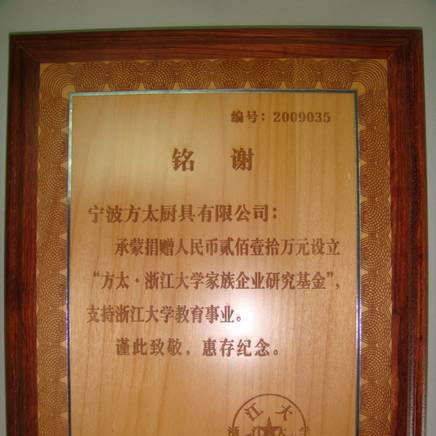 编号：2009035
铭 谢
宁波方太厨具有限公司：
承蒙捐赠人民币贰佰壹拾万元设立
“方太·浙江大学家族企业研究基金”，
支持浙江大学教育事业。
谨此致敬，惠存纪念。
浙江大学